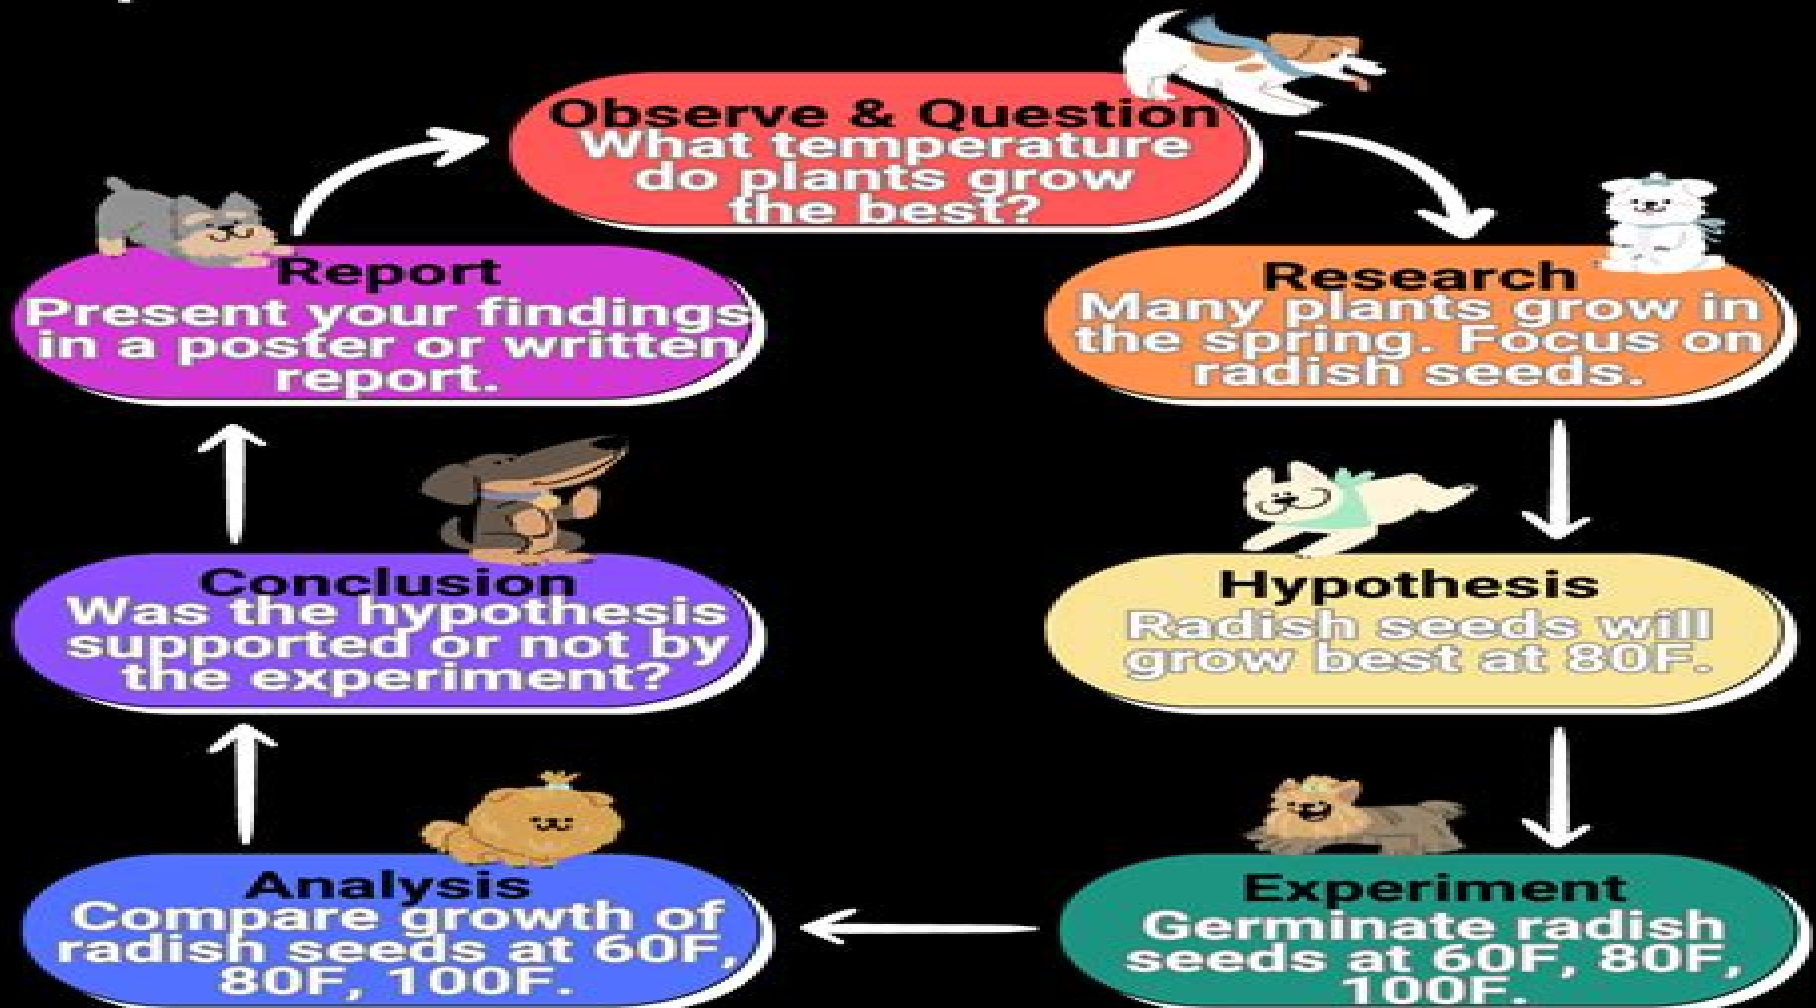 Observe & Question
What temperature
do plants grow
the best?
Research
Many plants grow in
the spring. Focus on
radish seeds.
Hypothesis
Radish seeds will
grow best at 80F.
Experiment
Germinate radish
seeds at 60F, 80F,
100F.
Analysis
Compare growth of
radish seeds at 60F,
80F, 100F.
Conclusion
Was the hypothesis
supported or not by
the experiment?
Report
Present your findings
in a poster or written
report.